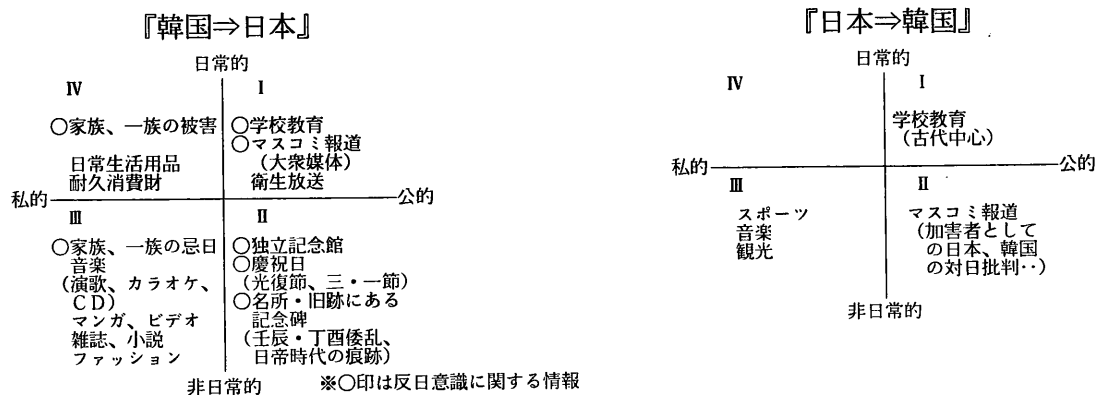 『韓国⇒日本』
日常的
Ⅳ
Ⅰ
○家族、一族の被害
日常生活用品
耐久消費財
○学校教育
○マスコミ報道
(大衆媒体)
衛生放送
私的
公的
Ⅲ
Ⅱ
○家族、一族の忌日
音楽
(演歌、カラオケ、
CD)
マンガ、ビデオ
雑誌、小説
ファッション
○独立記念館
○慶祝日
(光復節、三・一節)
○名所・旧跡にある
記念碑
(壬辰・丁酉倭乱、
日帝時代の痕跡)
非日常的
※○印は反日意識に関する情報
『日本⇒韓国』
日常的
Ⅳ
Ⅰ
学校教育
(古代中心)
私的
公的
Ⅲ
Ⅱ
スポーツ
音楽
観光
マスコミ報道
(加害者として
の日本、韓国
の対日批判‥)
非日常的